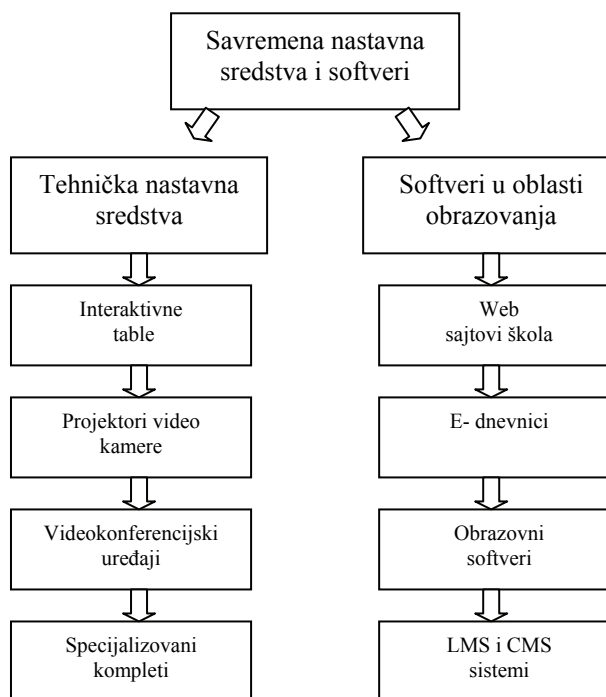 Savremena nastavna
sredstva i softveri
Tehnička nastavna
sredstva
Interaktivne
table
Projektori video
kamere
Videokonferencijski
uređaji
Specijalizovani
kompleti
Softveri u oblasti
obrazovanja
Web
sajtovi škola
E- dnevnici
Obrazovni
softveri
LMS i CMS
sistemi